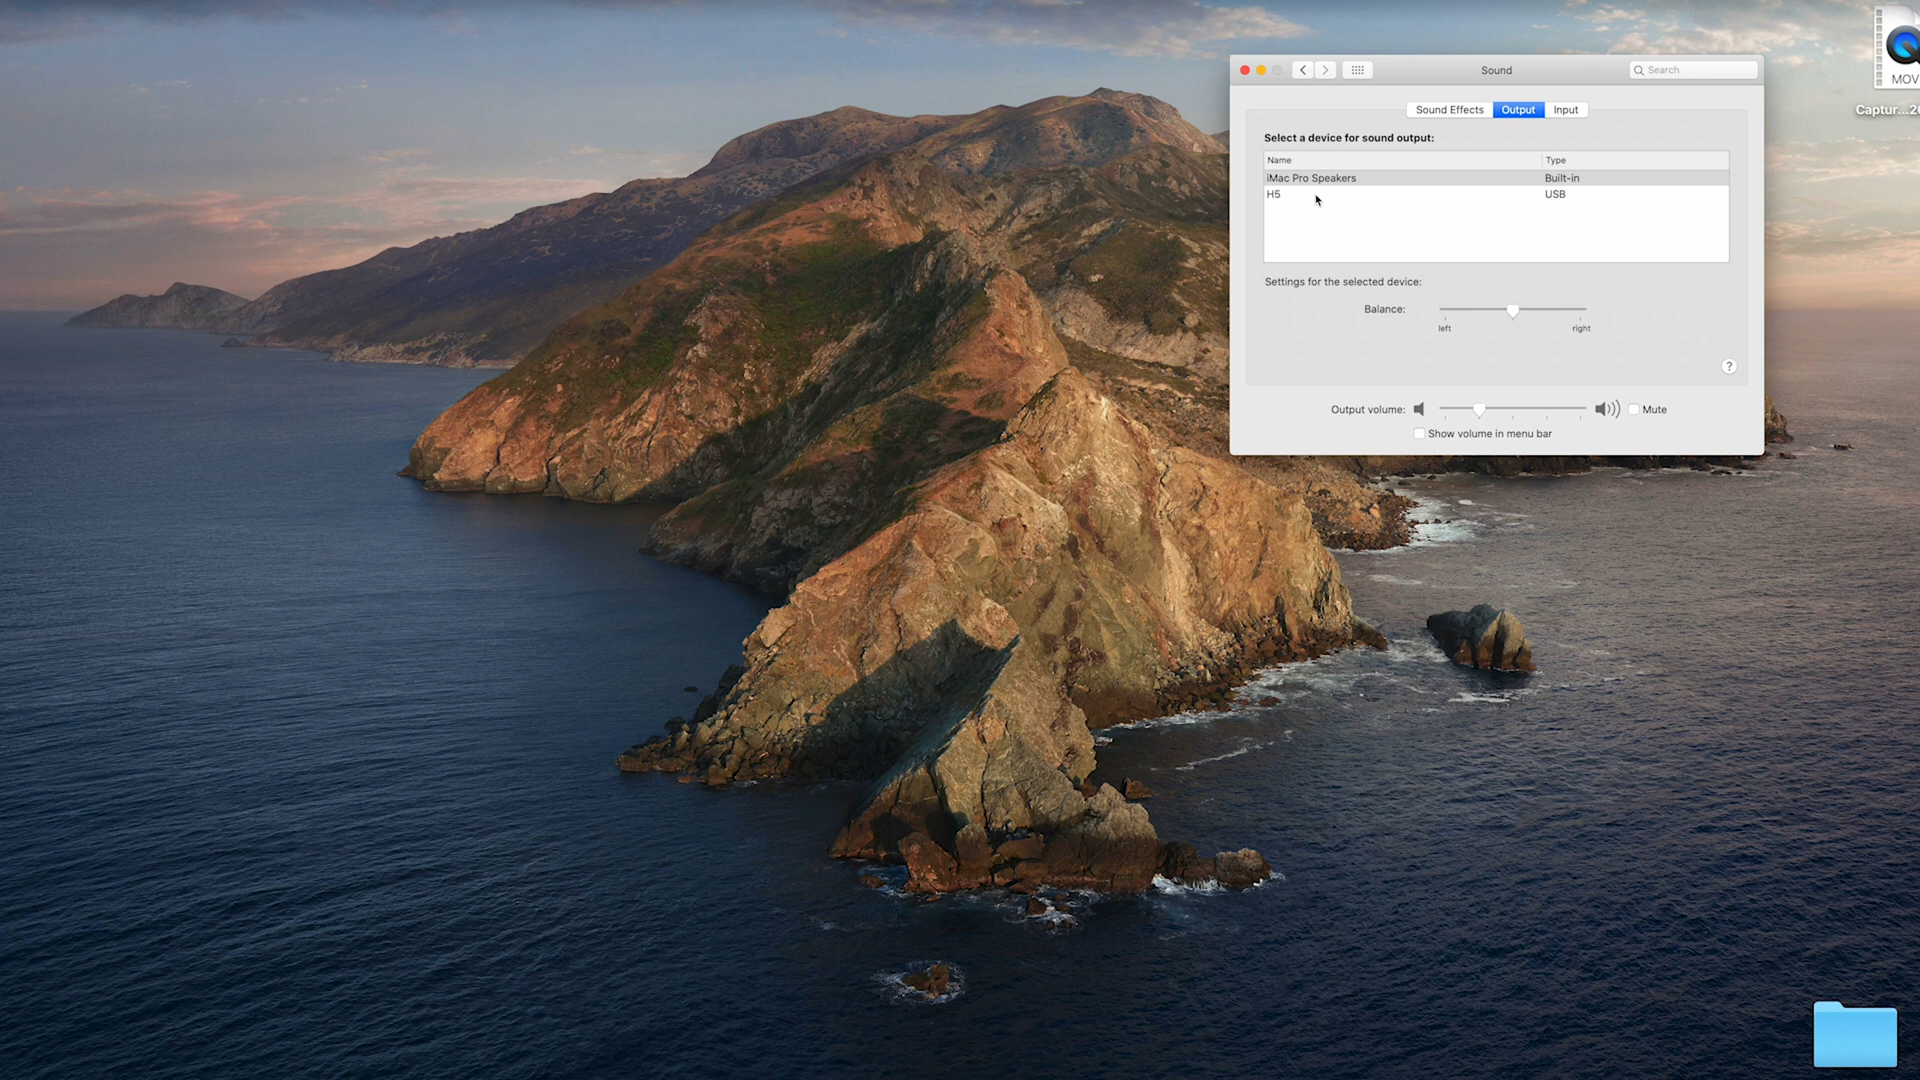 Sound
Search
MOV
Captur...
Sound Effects
Output
Input
Select a device for sound output:
Name
Type
iMac Pro Speakers
Built-in
H5
USB
Settings for the selected device:
Balance:
left
right
?
Output volume:
Mute
Show volume in menu bar